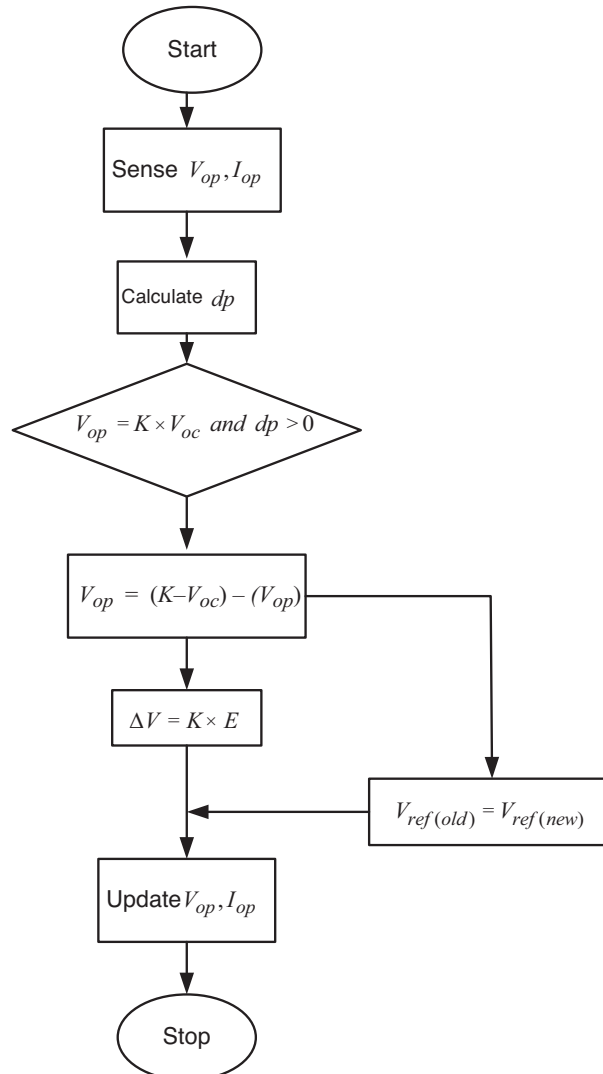 Start
Sense V_op, I_op
Calculate dp
V_op = K × V_oc and dp > 0
V_op = (K–V_oc) – (V_op)
ΔV = K × E
V_ref(old) = V_ref(new)
Update V_op, I_op
Stop